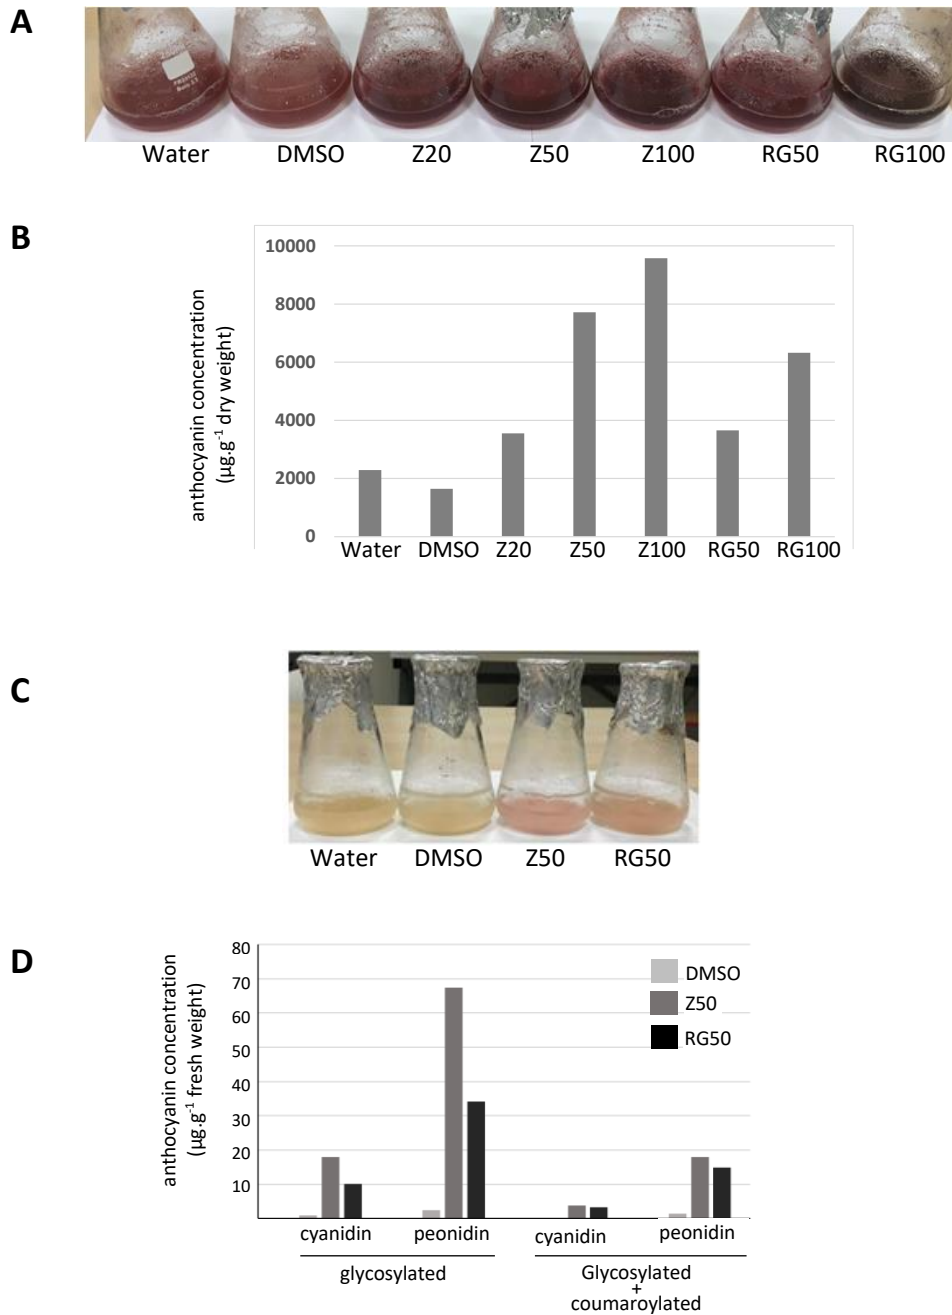 A
Water DMSO Z20 Z50 Z100 RG50 RG100
B
anthocyanin concentration
(µg.g⁻¹ dry weight)
10000
8000
6000
4000
2000
0
Water DMSO Z20 Z50 Z100 RG50 RG100
C
Water DMSO Z50 RG50
D
anthocyanin concentration
(µg.g⁻¹ fresh weight)
80
70
60
50
40
30
20
10
DMSO
Z50
RG50
cyanidin peonidin cyanidin peonidin
glycosylated
Glycosylated
+
coumaroylated